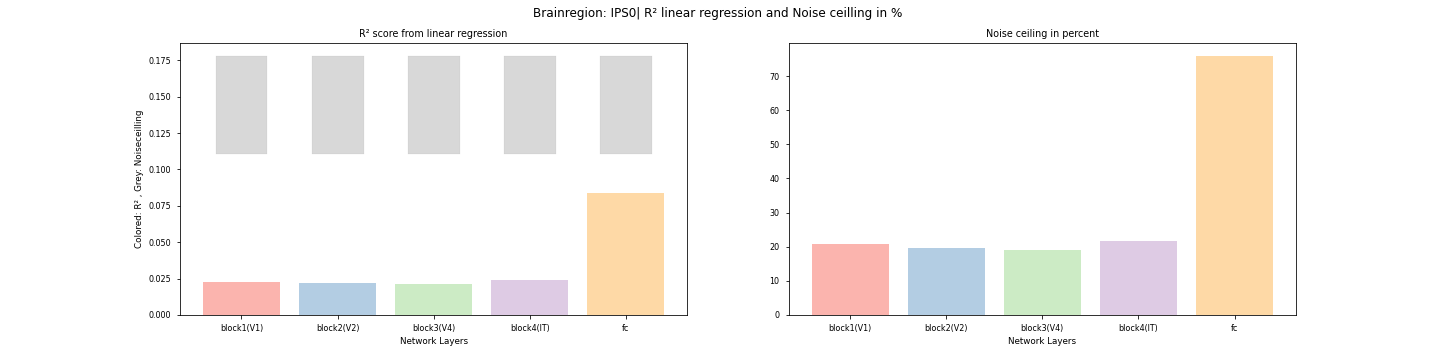 Brainregion: IPS0| R² linear regression and Noise ceilling in %
R² score from linear regression
Colored: R² , Grey: Noiseceilling
0.175
0.150
0.125
0.100
0.075
0.050
0.025
0.000
block1(V1) block2(V2) block3(V4) block4(IT) fc
Network Layers
Noise ceiling in percent
70
60
50
40
30
20
10
0
block1(V1) block2(V2) block3(V4) block4(IT) fc
Network Layers